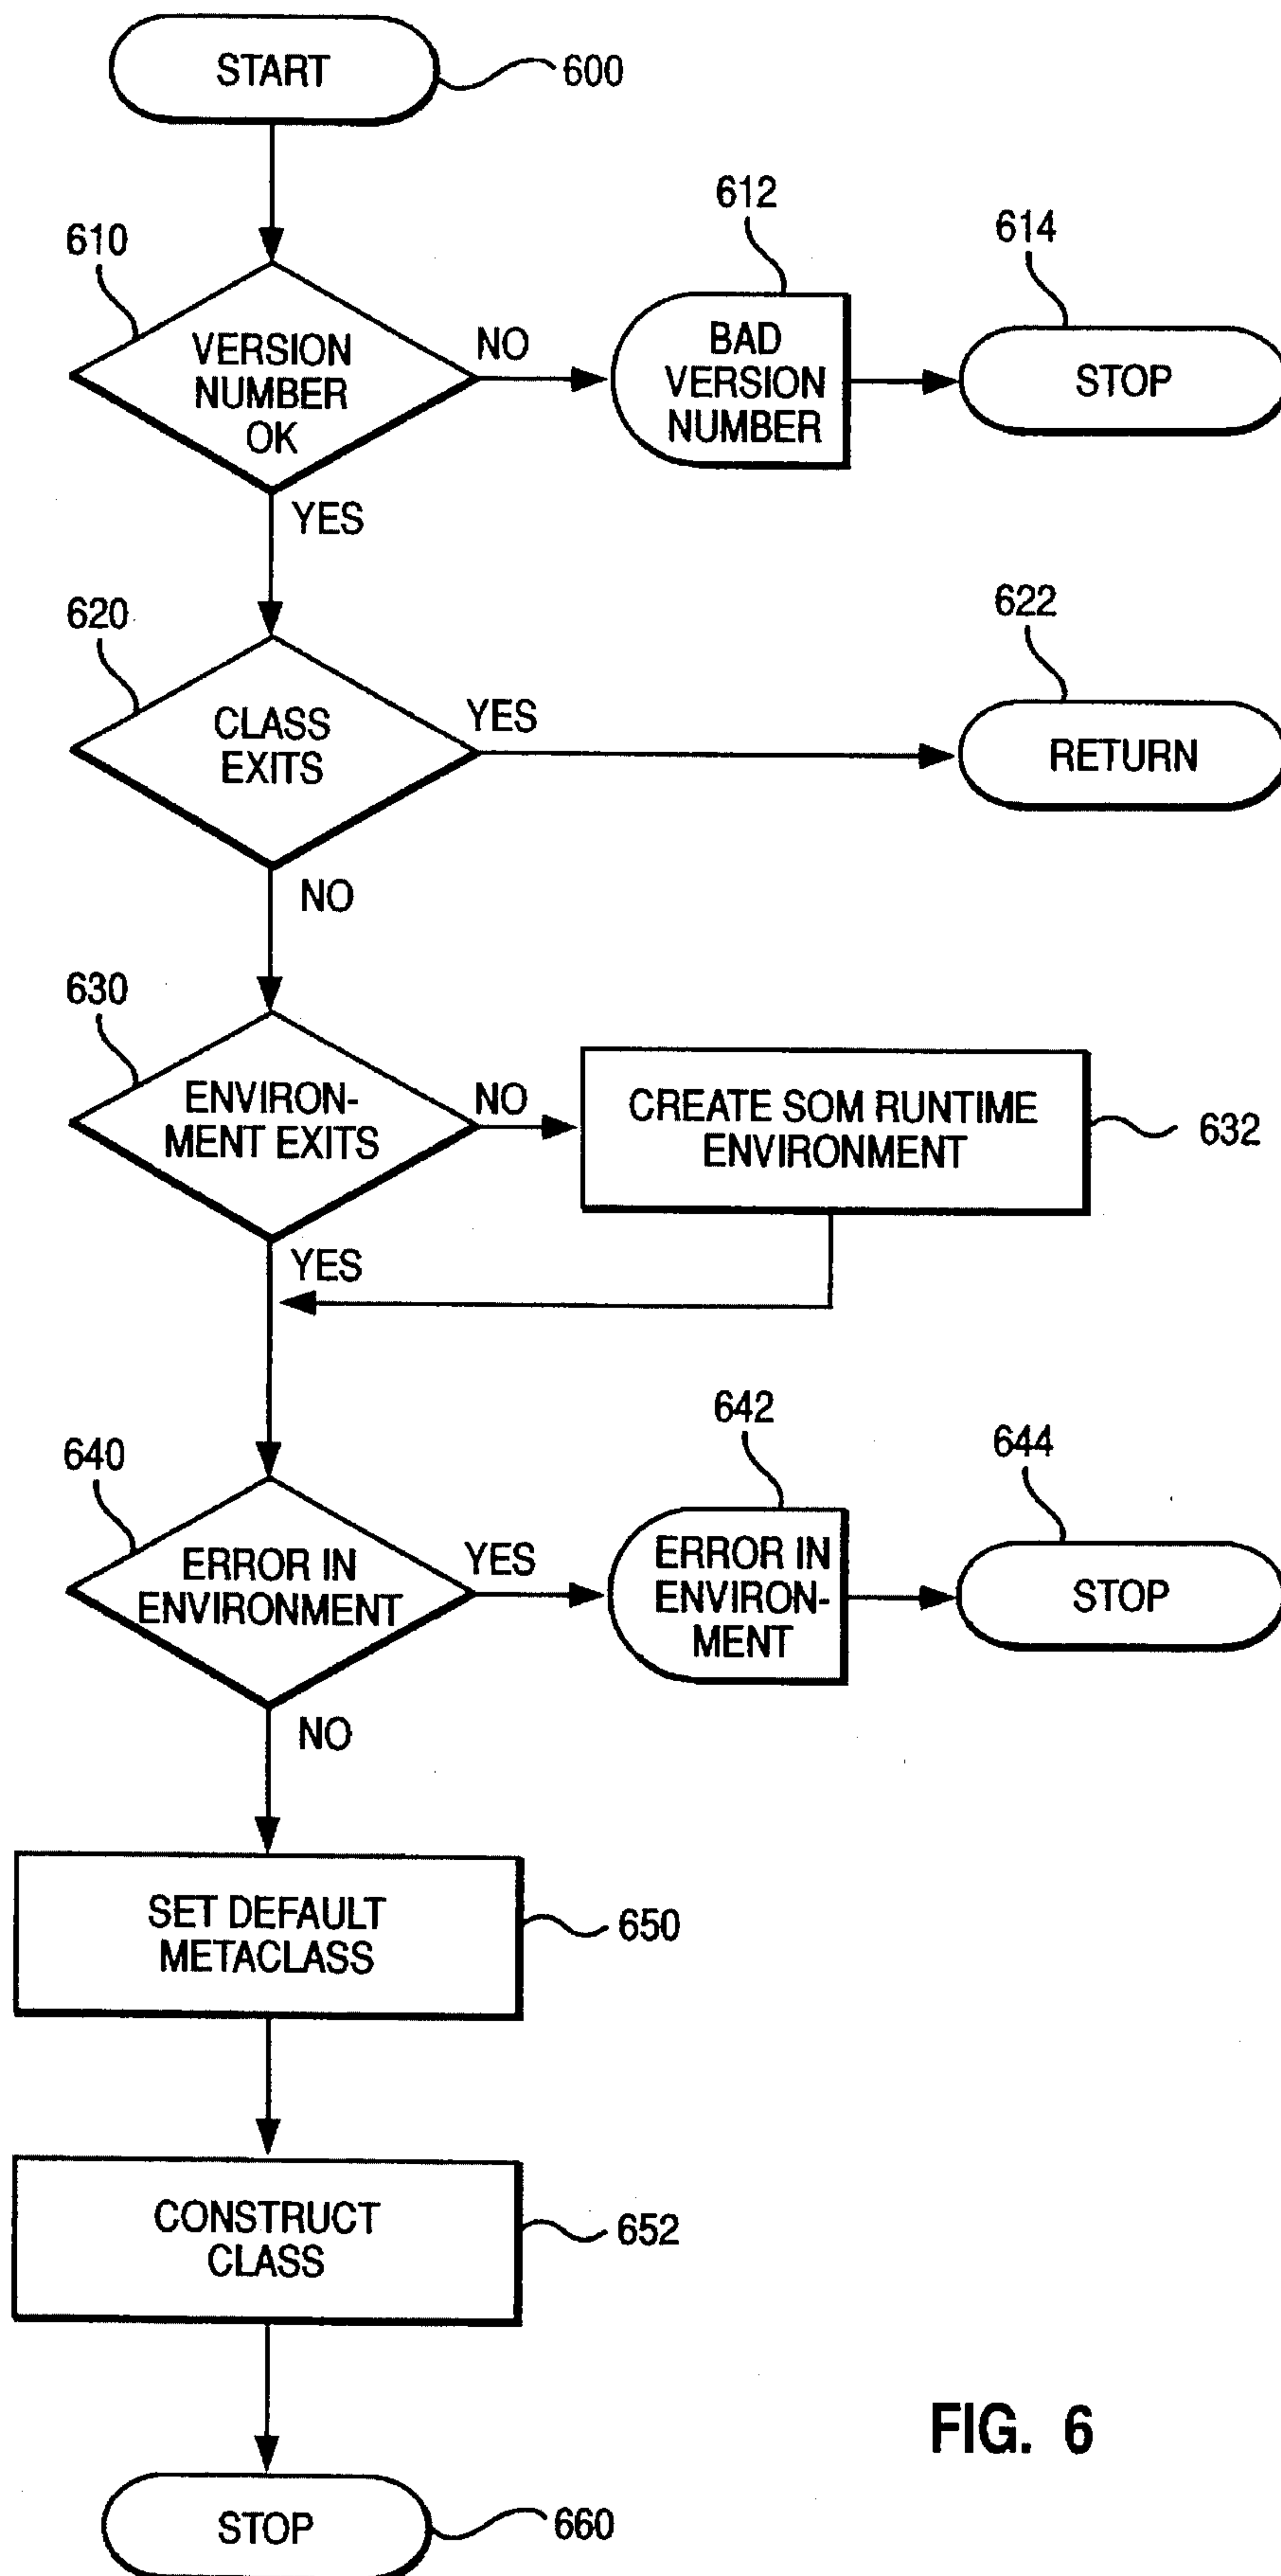 START
600
610
VERSION
NUMBER
OK
NO
612
BAD
VERSION
NUMBER
614
STOP
YES
620
CLASS
EXITS
YES
622
RETURN
NO
630
ENVIRON-
MENT EXITS
NO
CREATE SOM RUNTIME
ENVIRONMENT
632
YES
640
ERROR IN
ENVIRONMENT
YES
642
ERROR IN
ENVIRON-
MENT
644
STOP
NO
SET DEFAULT
METACLASS
650
CONSTRUCT
CLASS
652
STOP
660
FIG. 6